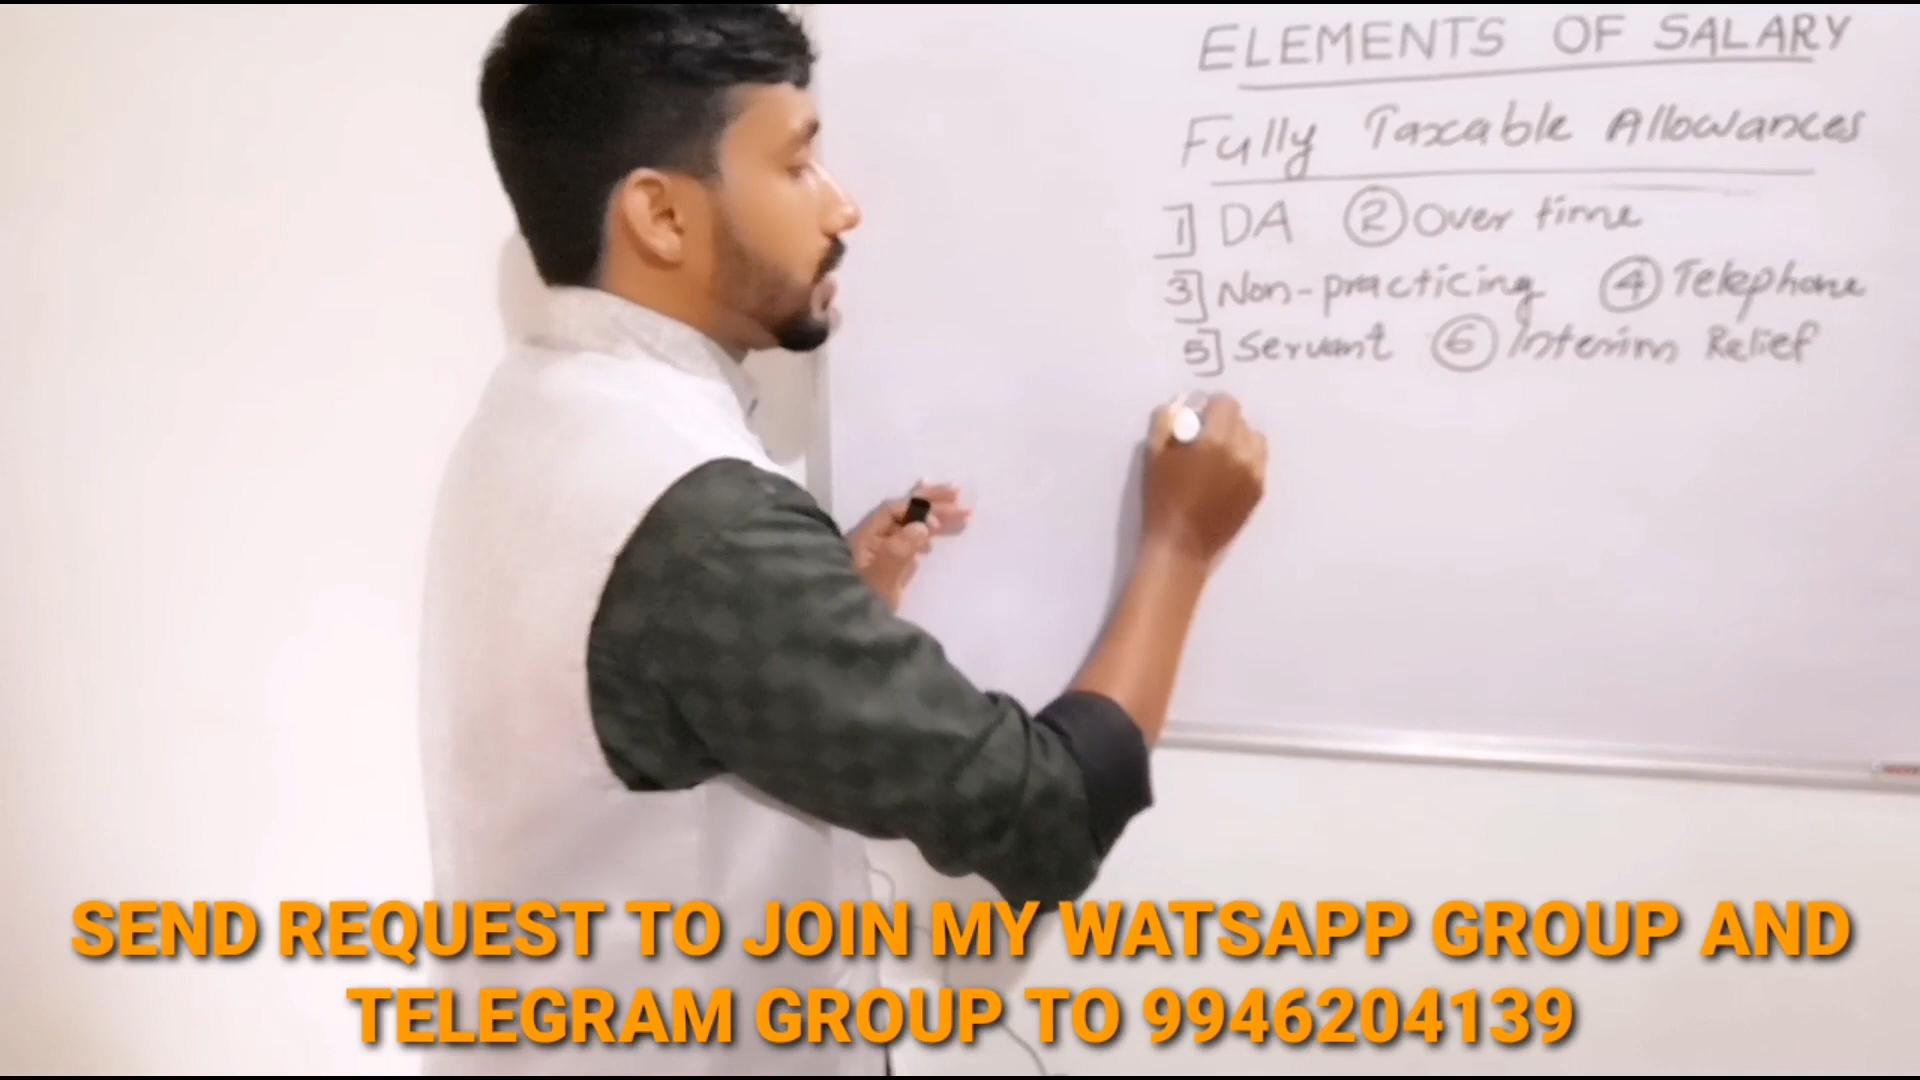 ELEMENTS OF SALARY
Fully Taxable Allowances
1] DA ② Over time
3] Non-practicing ④ Telephone
5] Servant ⑥ Interim Relief
SEND REQUEST TO JOIN MY WATSAPP GROUP AND
TELEGRAM GROUP TO 9946204139